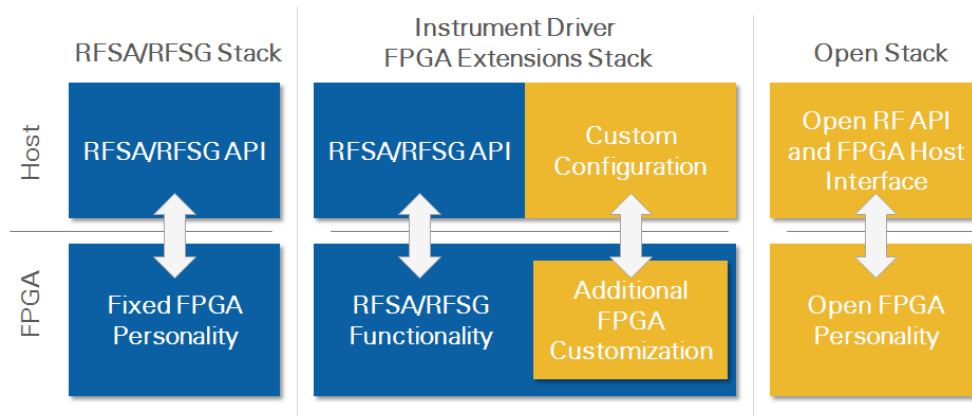 RFSA/RFSG Stack
Instrument Driver
FPGA Extensions Stack
Open Stack
Host
RFSA/RFSG API
RFSA/RFSG API
Custom
Configuration
Open RF API
and FPGA Host
Interface
FPGA
Fixed FPGA
Personality
RFSA/RFSG
Functionality
Additional
FPGA
Customization
Open FPGA
Personality